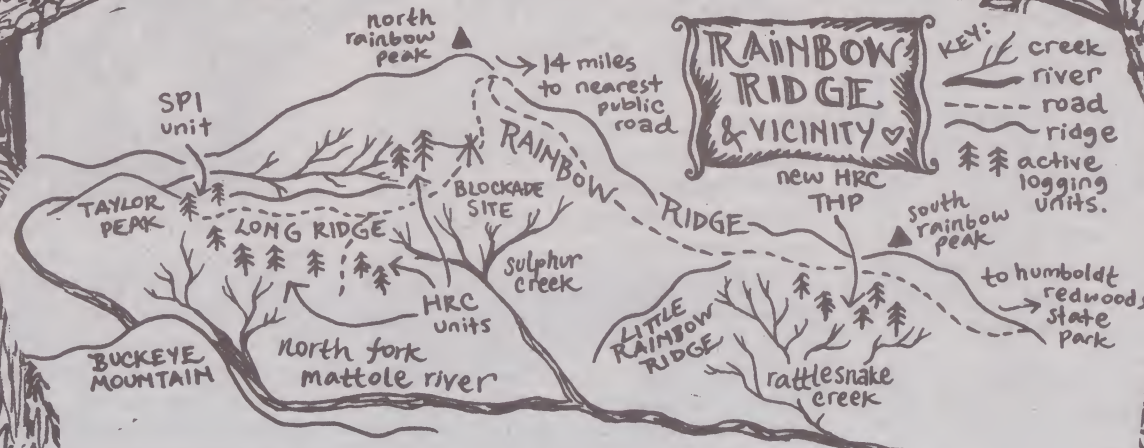 north
rainbow
peak
14 miles
to nearest
public
road
RAINBOW
RIDGE
& VICINITY ♡
KEY:
creek
river
road
ridge
active
logging
units.
SPI
unit
RAINBOW
RIDGE
new HRC
THP
south
rainbow
peak
to humboldt
redwood
state
park
TAYLOR
PEAK
LONG RIDGE
BLOCKADE
SITE
sulphur
creek
HRC
units
LITTLE
RAINBOW
RIDGE
rattlesnake
creek
BUCKEYE
MOUNTAIN
north fork
mattole river